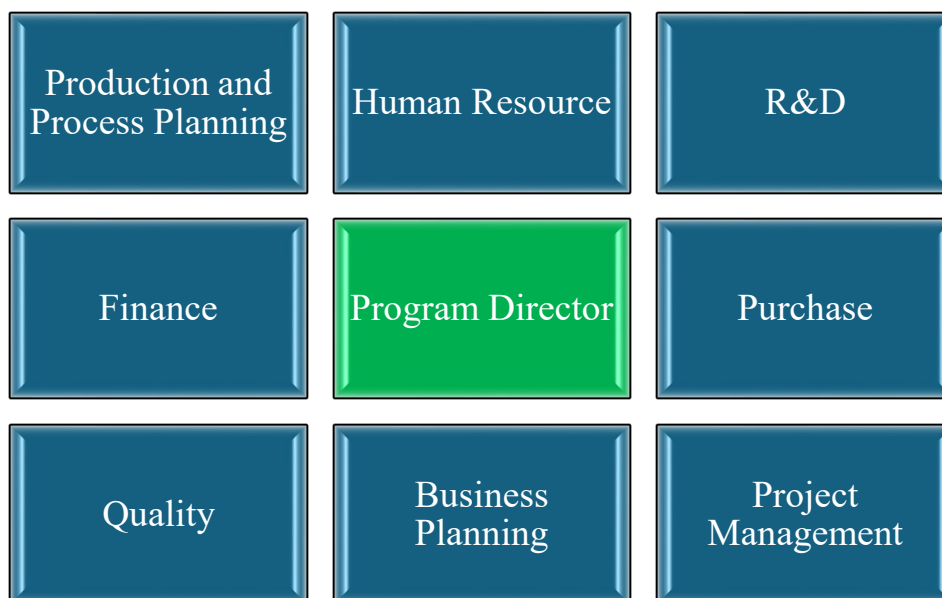 Production and
Process Planning
Human Resource
R&D
Finance
Program Director
Purchase
Quality
Business
Planning
Project
Management